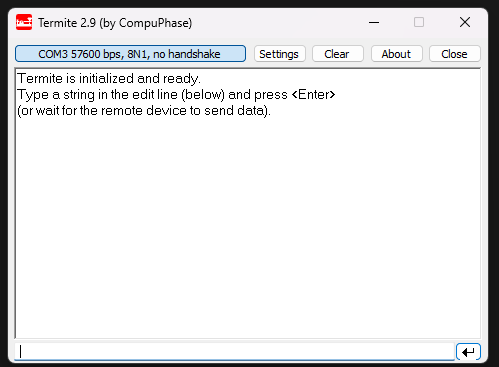 Termite 2.9 (by CompuPhase)
COM3 57600 bps, 8N1, no handshake
Settings
Clear
About
Close
Termite is initialized and ready.
Type a string in the edit line (below) and press <Enter>
(or wait for the remote device to send data).